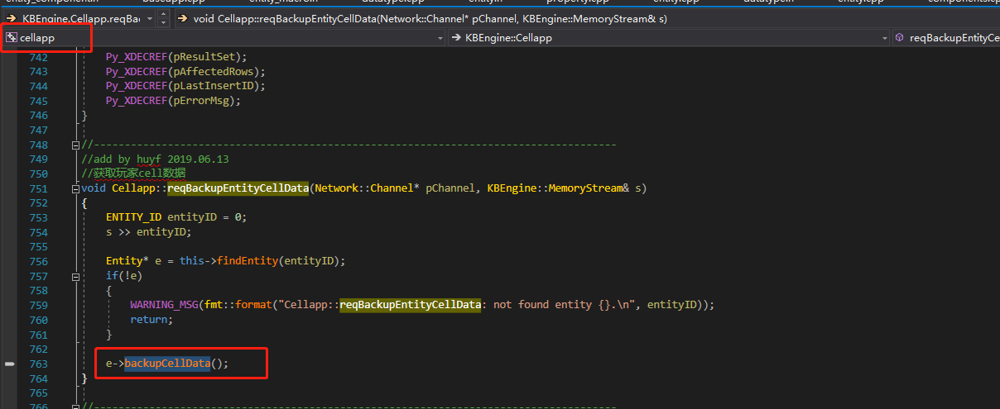 KBEngine.Cellapp.reqBac
void Cellapp::reqBackupEntityCellData(Network::Channel* pChannel, KBEngine::MemoryStream& s)
cellapp
KBEngine::Cellapp
reqBackupEntityCe
742 Py_XDECREF(pResultSet);
743 Py_XDECREF(pAffectedRows);
744 Py_XDECREF(pLastInsertID);
745 Py_XDECREF(pErrorMsg);
746 }
747
748 //-------------------------------------------------------------------------------------
749 //add by huyf 2019.06.13
750 //获取玩家cell数据
751 void Cellapp::reqBackupEntityCellData(Network::Channel* pChannel, KBEngine::MemoryStream& s)
752 {
753 ENTITY_ID entityID = 0;
754 s >> entityID;
755
756 Entity* e = this->findEntity(entityID);
757 if(!e)
758 {
759 WARNING_MSG(fmt::format("Cellapp::reqBackupEntityCellData: not found entity {}.\n", entityID));
760 return;
761 }
762
763 e->backupCellData();
764 }
765
766 //-------------------------------------------------------------------------------------